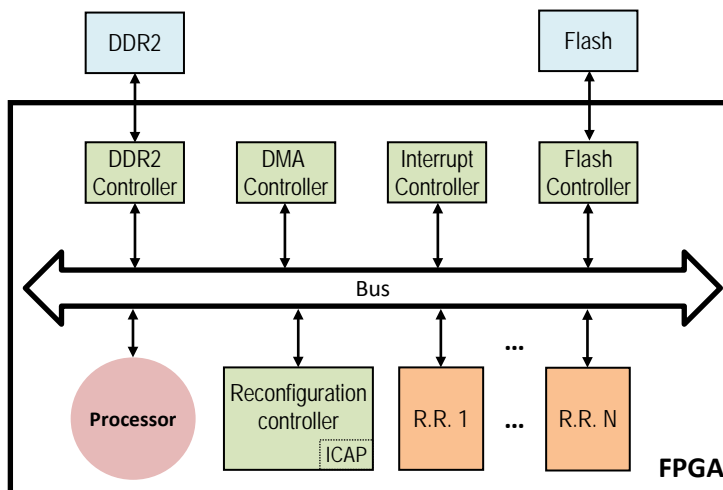 DDR2
Flash
DDR2
Controller
DMA
Controller
Interrupt
Controller
Flash
Controller
Bus
...
Processor
Reconfiguration
controller
ICAP
R.R. 1
...
R.R. N
FPGA